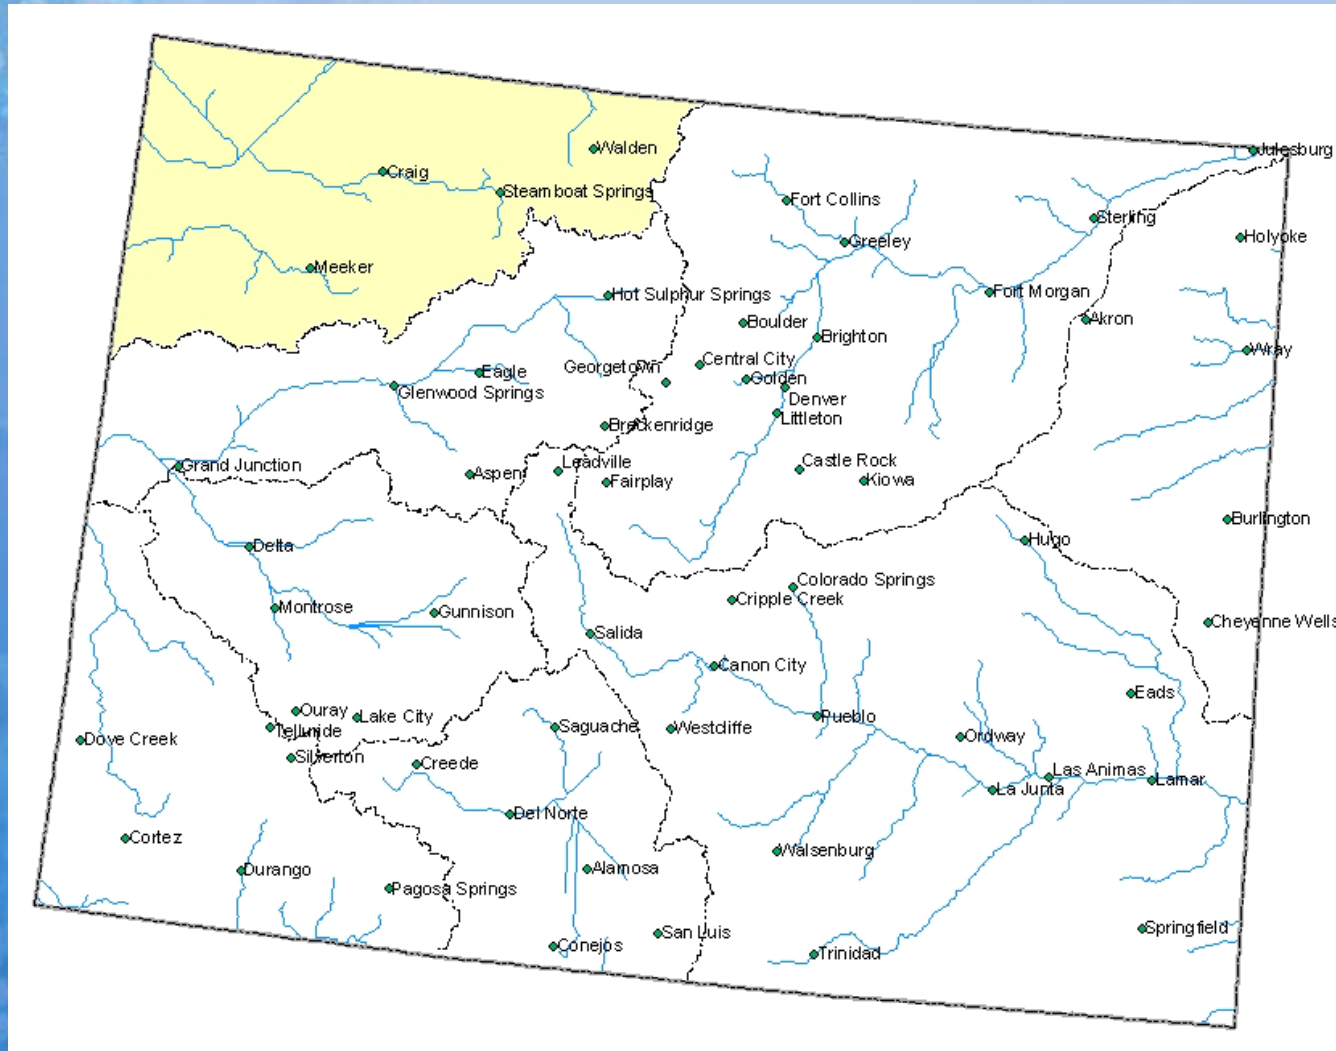 Julesburg
Walden
Craig
Steamboat Springs
Fort Collins
Sterling
Holyoke
Greeley
Meeker
Hot Sulphur Springs
Fort Morgan
Boulder
Akron
Brighton
Wray
Central City
Georgetown
Eagle
Golden
Glenwood Springs
Denver
Littleton
Breckenridge
Castle Rock
Leadville
Grand Junction
Aspen
Fairplay
Kiowa
Burlington
Hugo
Delta
Colorado Springs
Cripple Creek
Montrose
Gunnison
Cheyenne Wells
Salida
Canon City
Eads
Ouray
Lake City
Pueblo
Saguache
Westcliffe
Telluride
Ordway
Dove Creek
Silverton
Creede
Las Animas
Lamar
La Junta
Del Norte
Cortez
Walsenburg
Alamosa
Durango
Pagosa Springs
Springfield
San Luis
Conejos
Trinidad